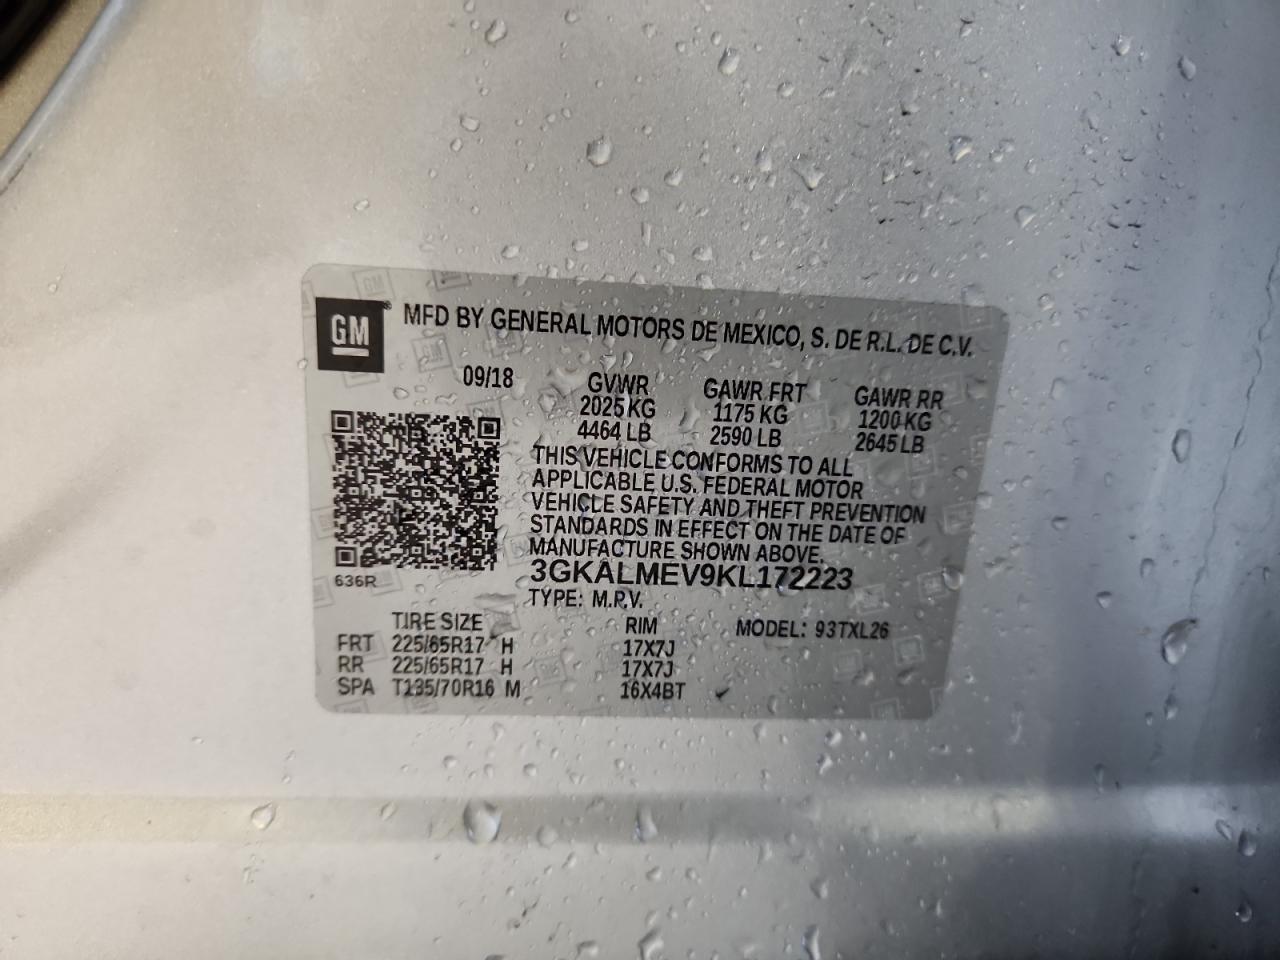 GM
MFD BY GENERAL MOTORS DE MEXICO, S. DE R.L. DE C.V.
09/18 GVWR GAWR FRT GAWR RR
2025 KG 1175 KG 1200 KG
4464 LB 2590 LB 2645 LB
THIS VEHICLE CONFORMS TO ALL
APPLICABLE U.S. FEDERAL MOTOR
VEHICLE SAFETY AND THEFT PREVENTION
STANDARDS IN EFFECT ON THE DATE OF
MANUFACTURE SHOWN ABOVE.
636R 3GKALMEV9KL172223
TYPE: M.P.V.
TIRE SIZE RIM MODEL: 93TXL26
FRT 225/65R17 H 17X7J
RR 225/65R17 H 17X7J
SPA T135/70R16 M 16X4BT